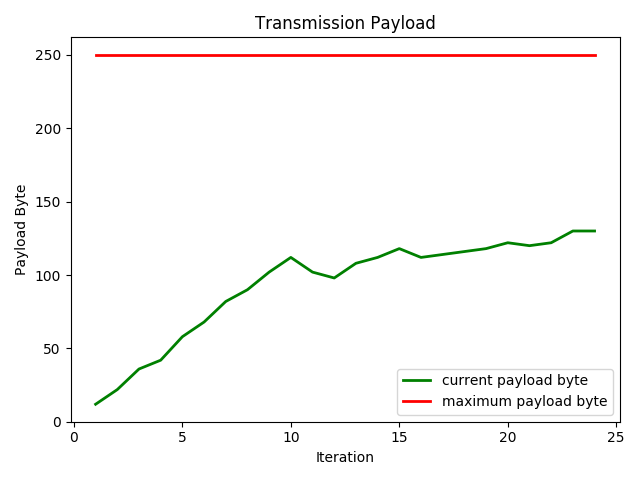 Transmission Payload
250
200
150
100
50
0
Payload Byte
0 5 10 15 20 25
Iteration
current payload byte
maximum payload byte